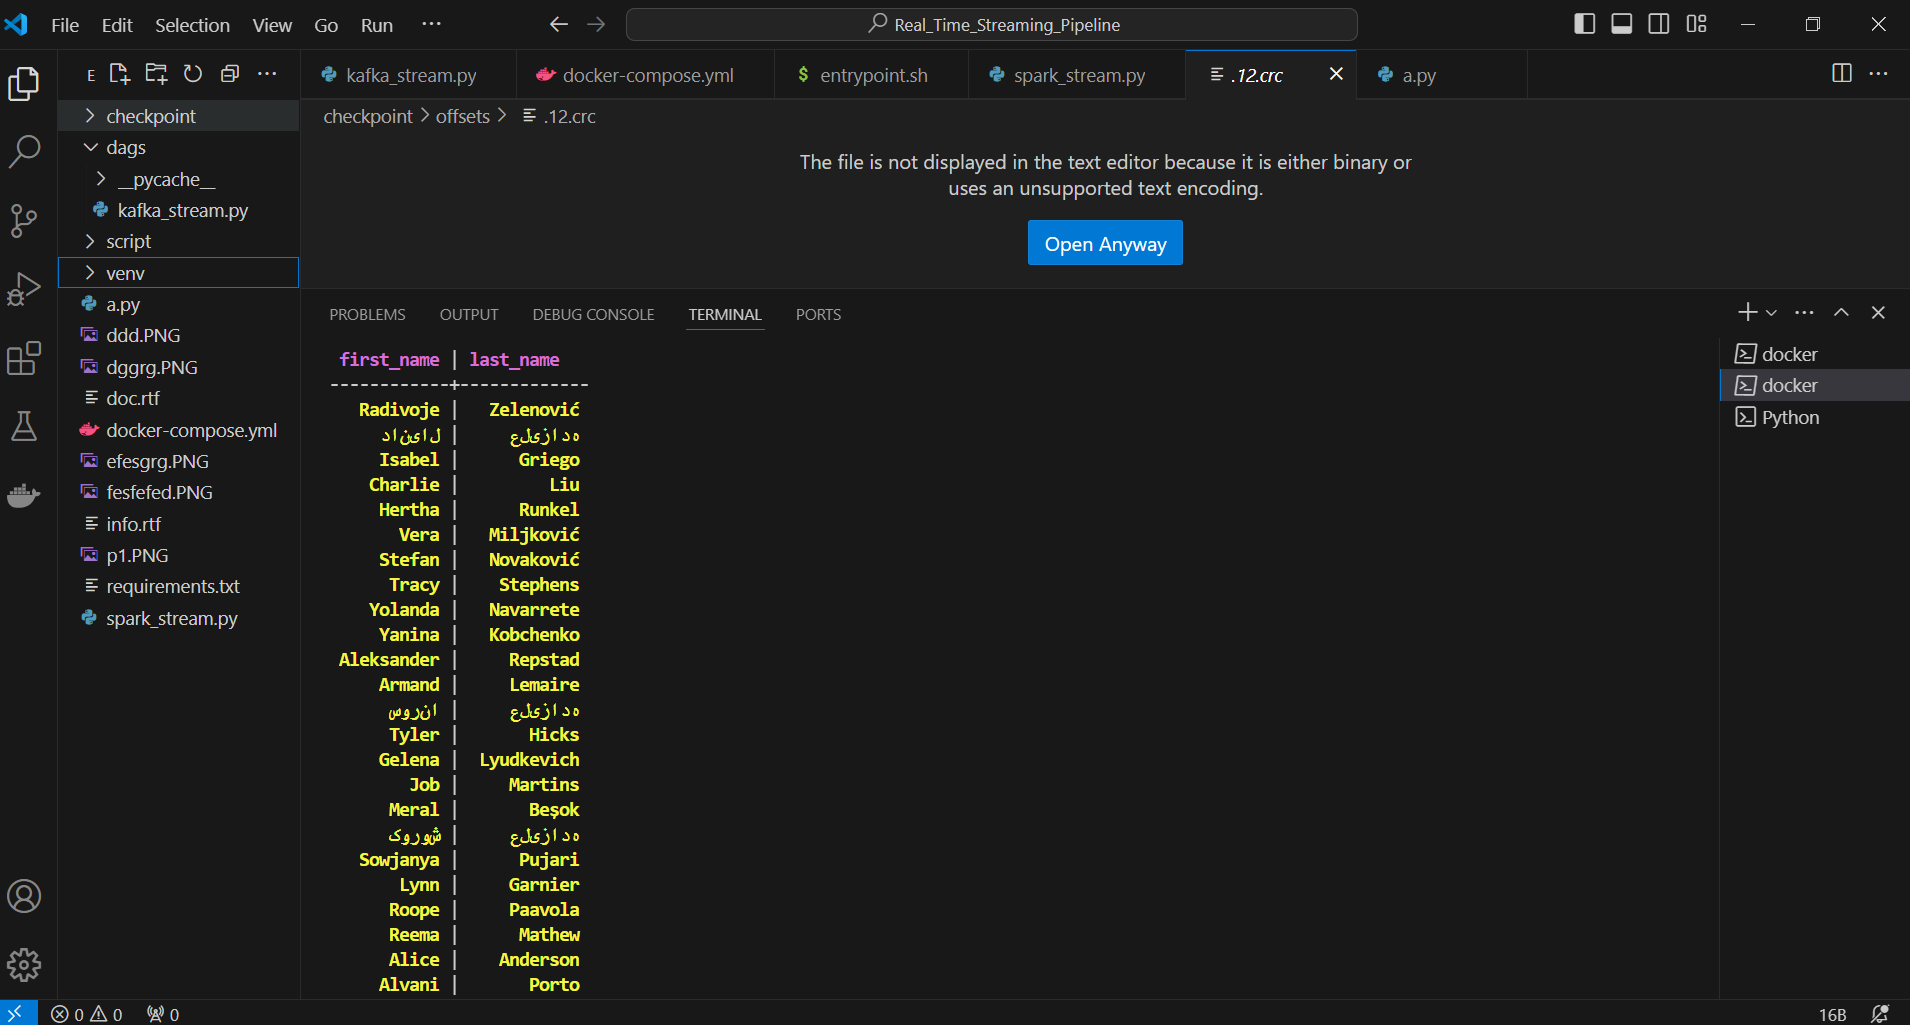 File Edit Selection View Go Run ···
Real_Time_Streaming_Pipeline
E
kafka_stream.py docker-compose.yml entrypoint.sh spark_stream.py .12.crc a.py
checkpoint > offsets > .12.crc
checkpoint
dags
__pycache__
kafka_stream.py
script
venv
a.py
ddd.PNG
dggrg.PNG
doc.rtf
docker-compose.yml
efesgrg.PNG
fesfefed.PNG
info.rtf
p1.PNG
requirements.txt
spark_stream.py
The file is not displayed in the text editor because it is either binary or
uses an unsupported text encoding.
Open Anyway
PROBLEMS OUTPUT DEBUG CONSOLE TERMINAL PORTS
first_name | last_name
------------+-------------
Radivoje | Zelenović
دانیال | علیزاده
Isabel | Griego
Charlie | Liu
Hertha | Runkel
Vera | Miljković
Stefan | Novaković
Tracy | Stephens
Yolanda | Navarrete
Yanina | Kobchenko
Aleksander | Repstad
Armand | Lemaire
سورنا | علیزاده
Tyler | Hicks
Gelena | Lyudkevich
Job | Martins
Meral | Beşok
کوروش | علیزاده
Sowjanya | Pujari
Lynn | Garnier
Roope | Paavola
Reema | Mathew
Alice | Anderson
Alvani | Porto
docker
docker
Python
0 0 0
16B